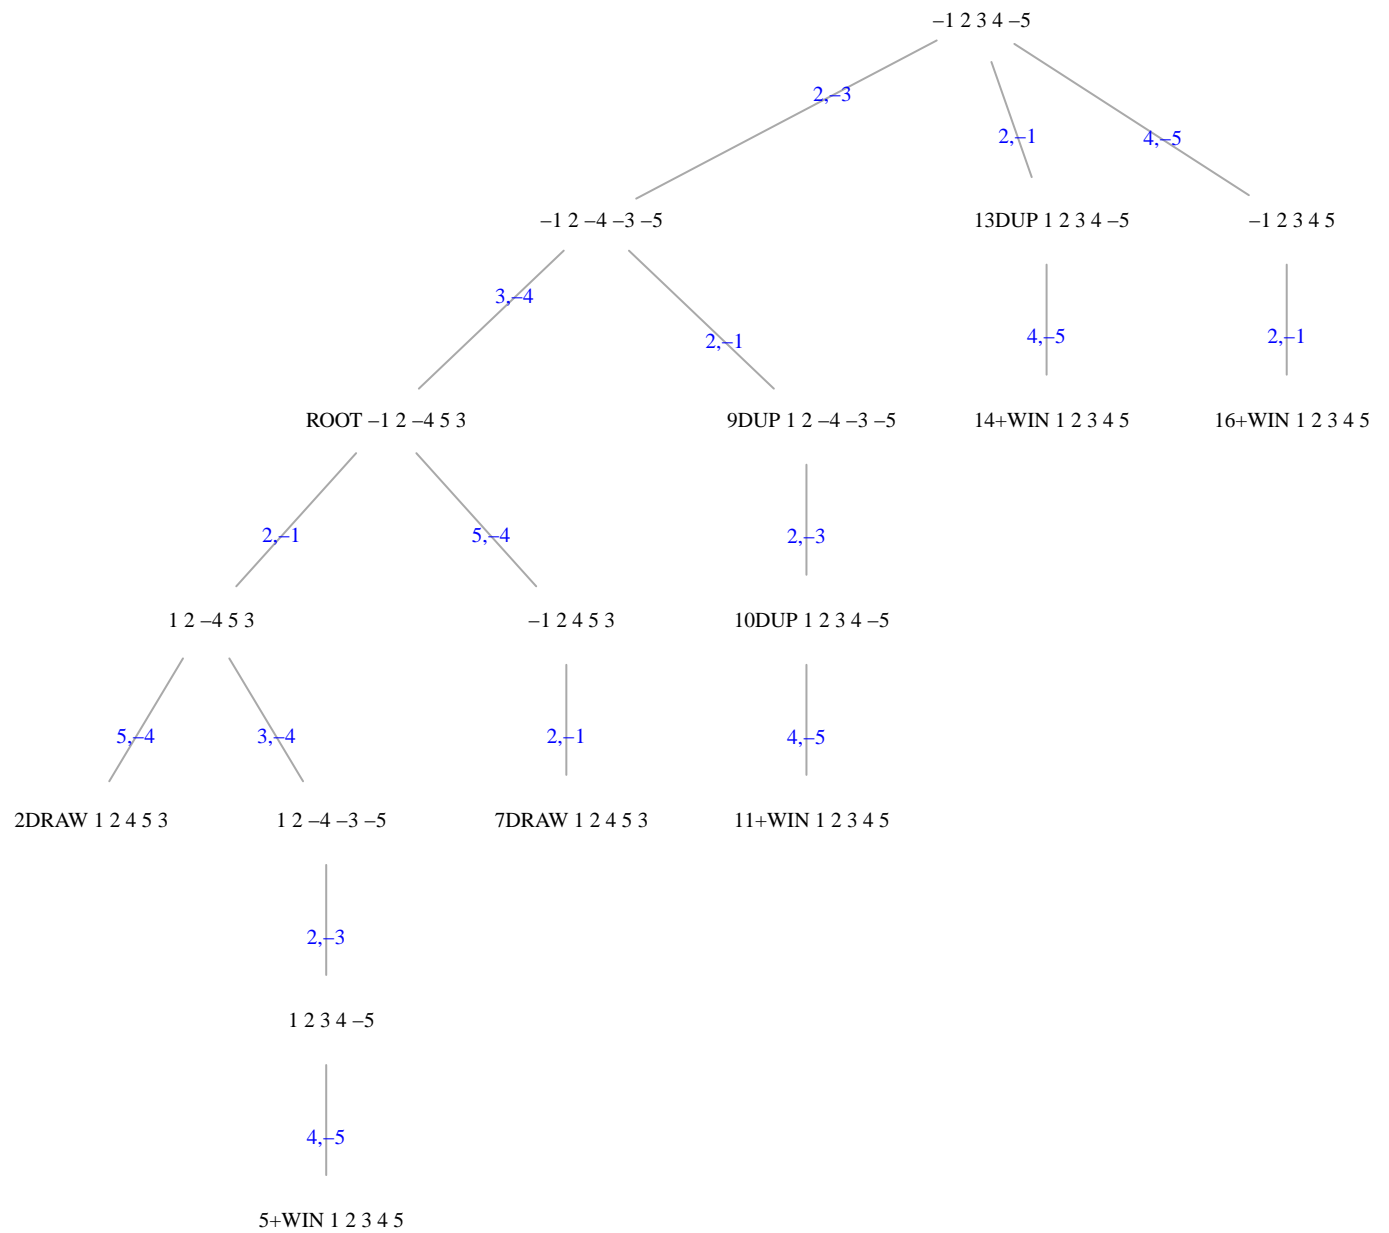 –1 2 3 4 –5
2,–3
2,–1
4,–5
–1 2 –4 –3 –5
13DUP 1 2 3 4 –5
–1 2 3 4 5
3,–4
2,–1
4,–5
2,–1
ROOT –1 2 –4 5 3
9DUP 1 2 –4 –3 –5
14+WIN 1 2 3 4 5
16+WIN 1 2 3 4 5
2,–1
5,–4
2,–3
1 2 –4 5 3
–1 2 4 5 3
10DUP 1 2 3 4 –5
5,–4
3,–4
2,–1
4,–5
2DRAW 1 2 4 5 3
1 2 –4 –3 –5
7DRAW 1 2 4 5 3
11+WIN 1 2 3 4 5
2,–3
1 2 3 4 –5
4,–5
5+WIN 1 2 3 4 5